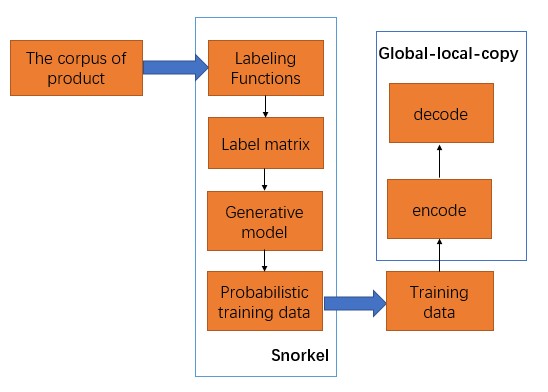 The corpus of
product
Labeling
Functions
Label matrix
Generative
model
Probabilistic
training data
Snorkel
Global-local-copy
decode
encode
Training
data